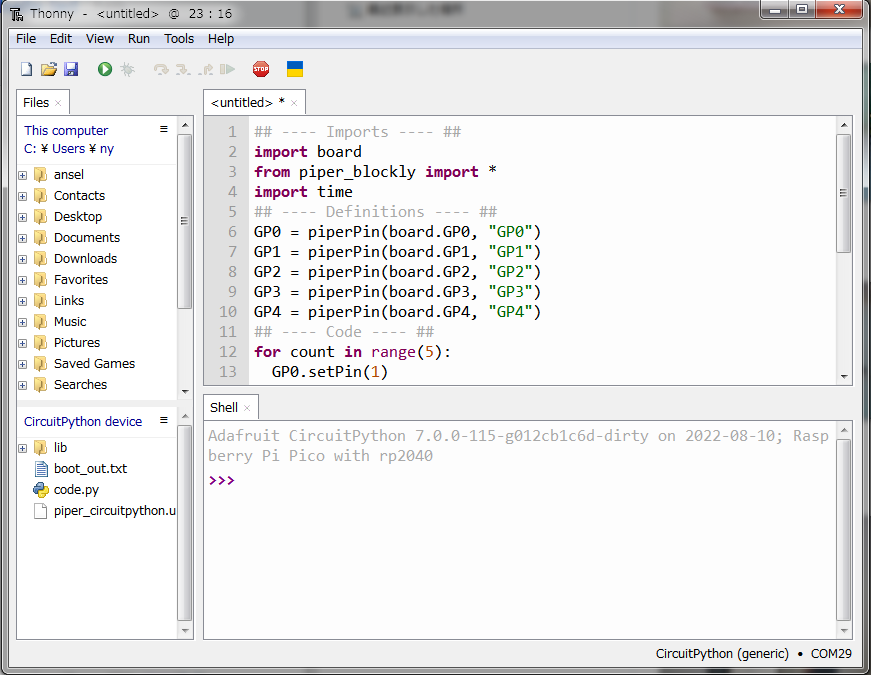 Thonny - <untitled> @ 23 : 16
File Edit View Run Tools Help
STOP
Files
This computer
C: ¥ Users ¥ ny
ansel
Contacts
Desktop
Documents
Downloads
Favorites
Links
Music
Pictures
Saved Games
Searches
CircuitPython device
lib
boot_out.txt
code.py
piper_circuitpython.u
<untitled> *
1 ## ---- Imports ---- ##
2 import board
3 from piper_blockly import *
4 import time
5 ## ---- Definitions ---- ##
6 GP0 = piperPin(board.GP0, "GP0")
7 GP1 = piperPin(board.GP1, "GP1")
8 GP2 = piperPin(board.GP2, "GP2")
9 GP3 = piperPin(board.GP3, "GP3")
10 GP4 = piperPin(board.GP4, "GP4")
11 ## ---- Code ---- ##
12 for count in range(5):
13   GP0.setPin(1)
Shell
Adafruit CircuitPython 7.0.0-115-g012cb1c6d-dirty on 2022-08-10; Rasp
berry Pi Pico with rp2040
>>>
CircuitPython (generic) • COM29